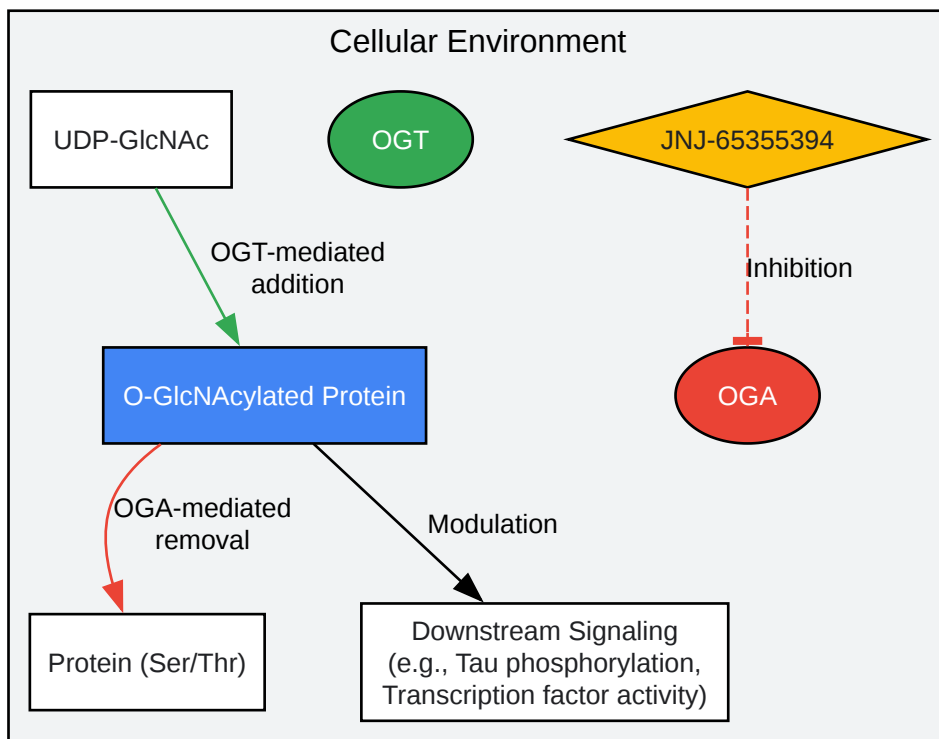 Cellular Environment
UDP-GlcNAc
OGT
JNJ-65355394
OGT-mediated
addition
Inhibition
O-GlcNAcylated Protein
OGA
OGA-mediated
removal
Modulation
Protein (Ser/Thr)
Downstream Signaling
(e.g., Tau phosphorylation,
Transcription factor activity)